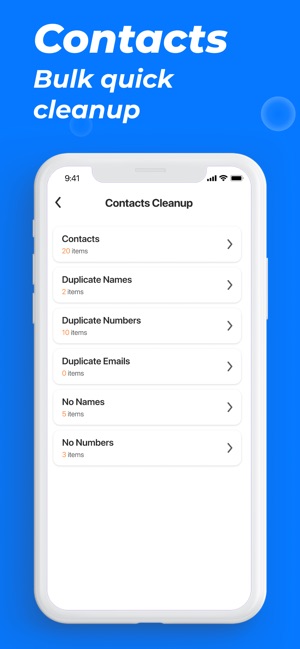 Contacts
Bulk quick
cleanup
9:41
Contacts Cleanup
Contacts
20 items
Duplicate Names
2 items
Duplicate Numbers
10 items
Duplicate Emails
0 items
No Names
5 items
No Numbers
3 items